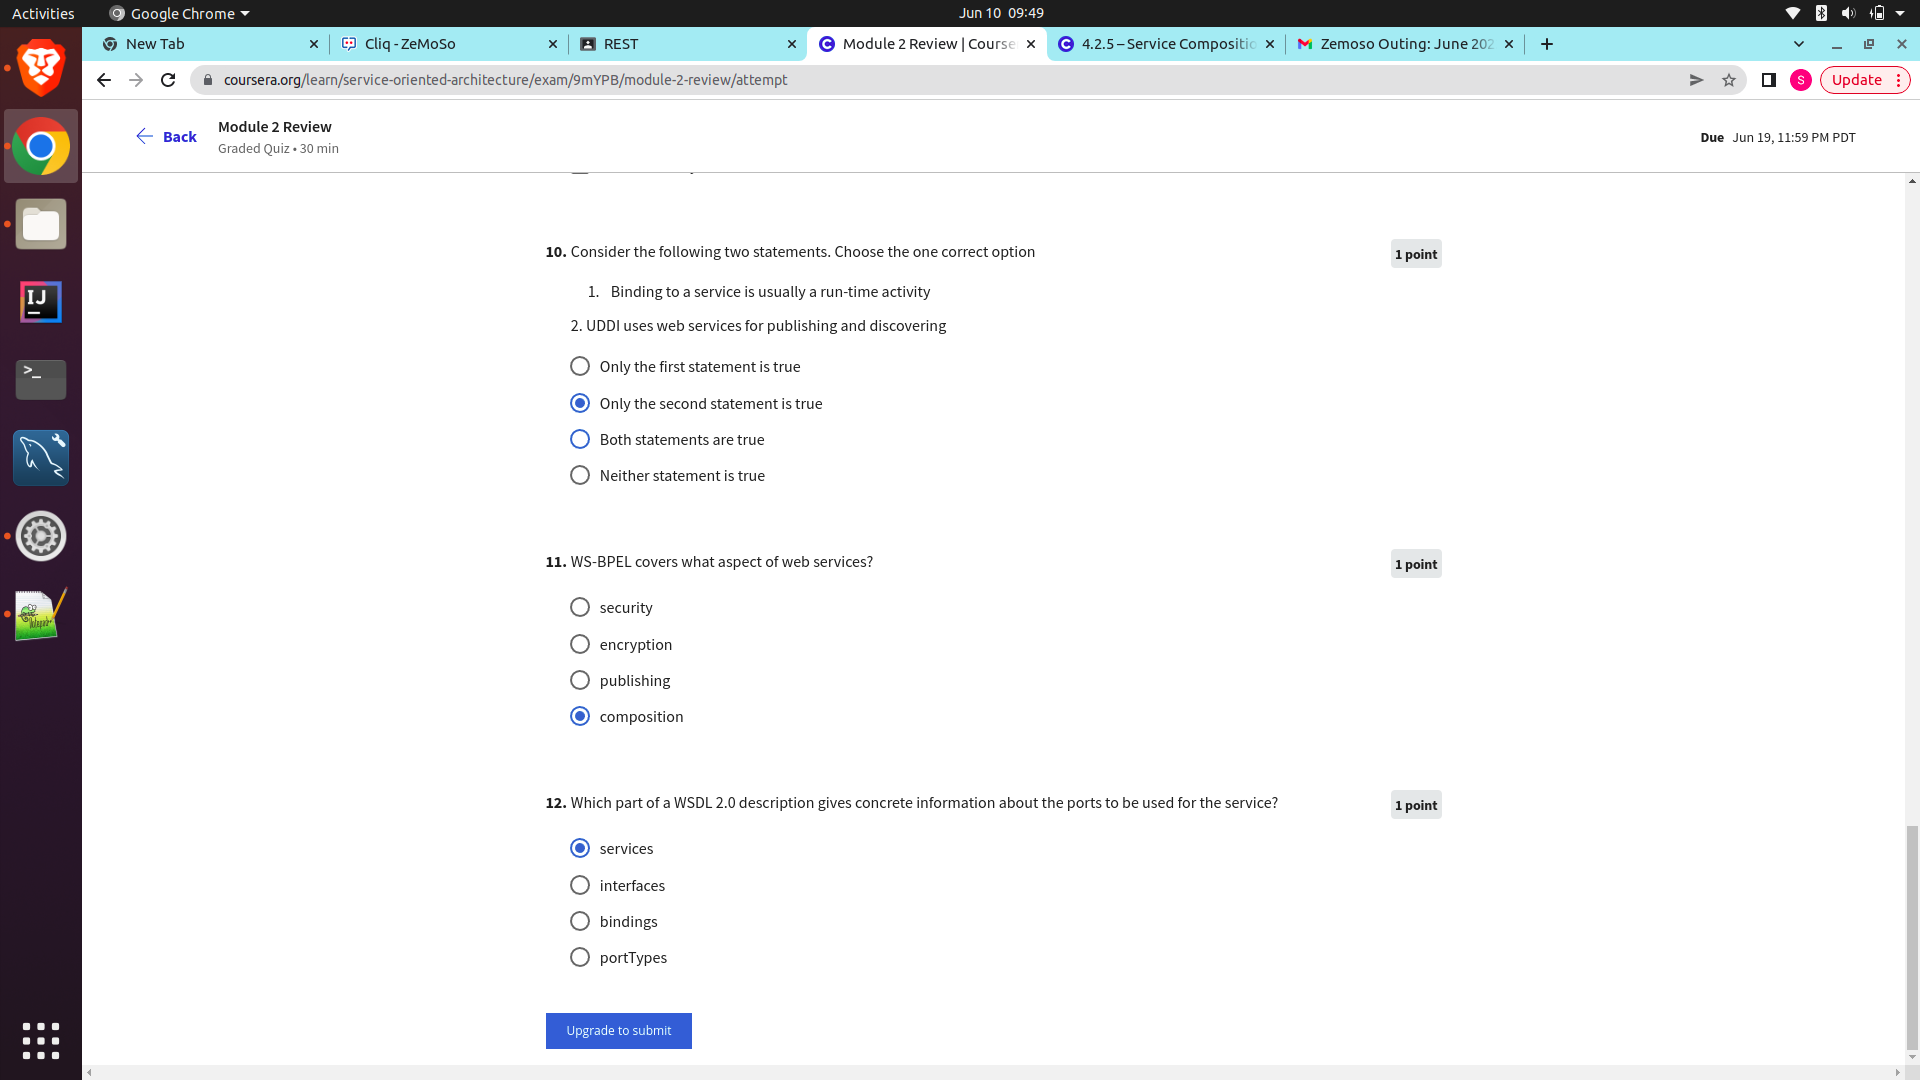 Activities
Google Chrome
Jun 10 09:49
New Tab
Cliq - ZeMoSo
REST
Module 2 Review | Course
4.2.5 – Service Compositio
Zemoso Outing: June 202
coursera.org/learn/service-oriented-architecture/exam/9mYPB/module-2-review/attempt
S
Update
Back
Module 2 Review
Graded Quiz • 30 min
Due Jun 19, 11:59 PM PDT
10. Consider the following two statements. Choose the one correct option
1 point
1. Binding to a service is usually a run-time activity
2. UDDI uses web services for publishing and discovering
Only the first statement is true
Only the second statement is true
Both statements are true
Neither statement is true
11. WS-BPEL covers what aspect of web services?
1 point
security
encryption
publishing
composition
12. Which part of a WSDL 2.0 description gives concrete information about the ports to be used for the service?
1 point
services
interfaces
bindings
portTypes
Upgrade to submit
IJ
>_